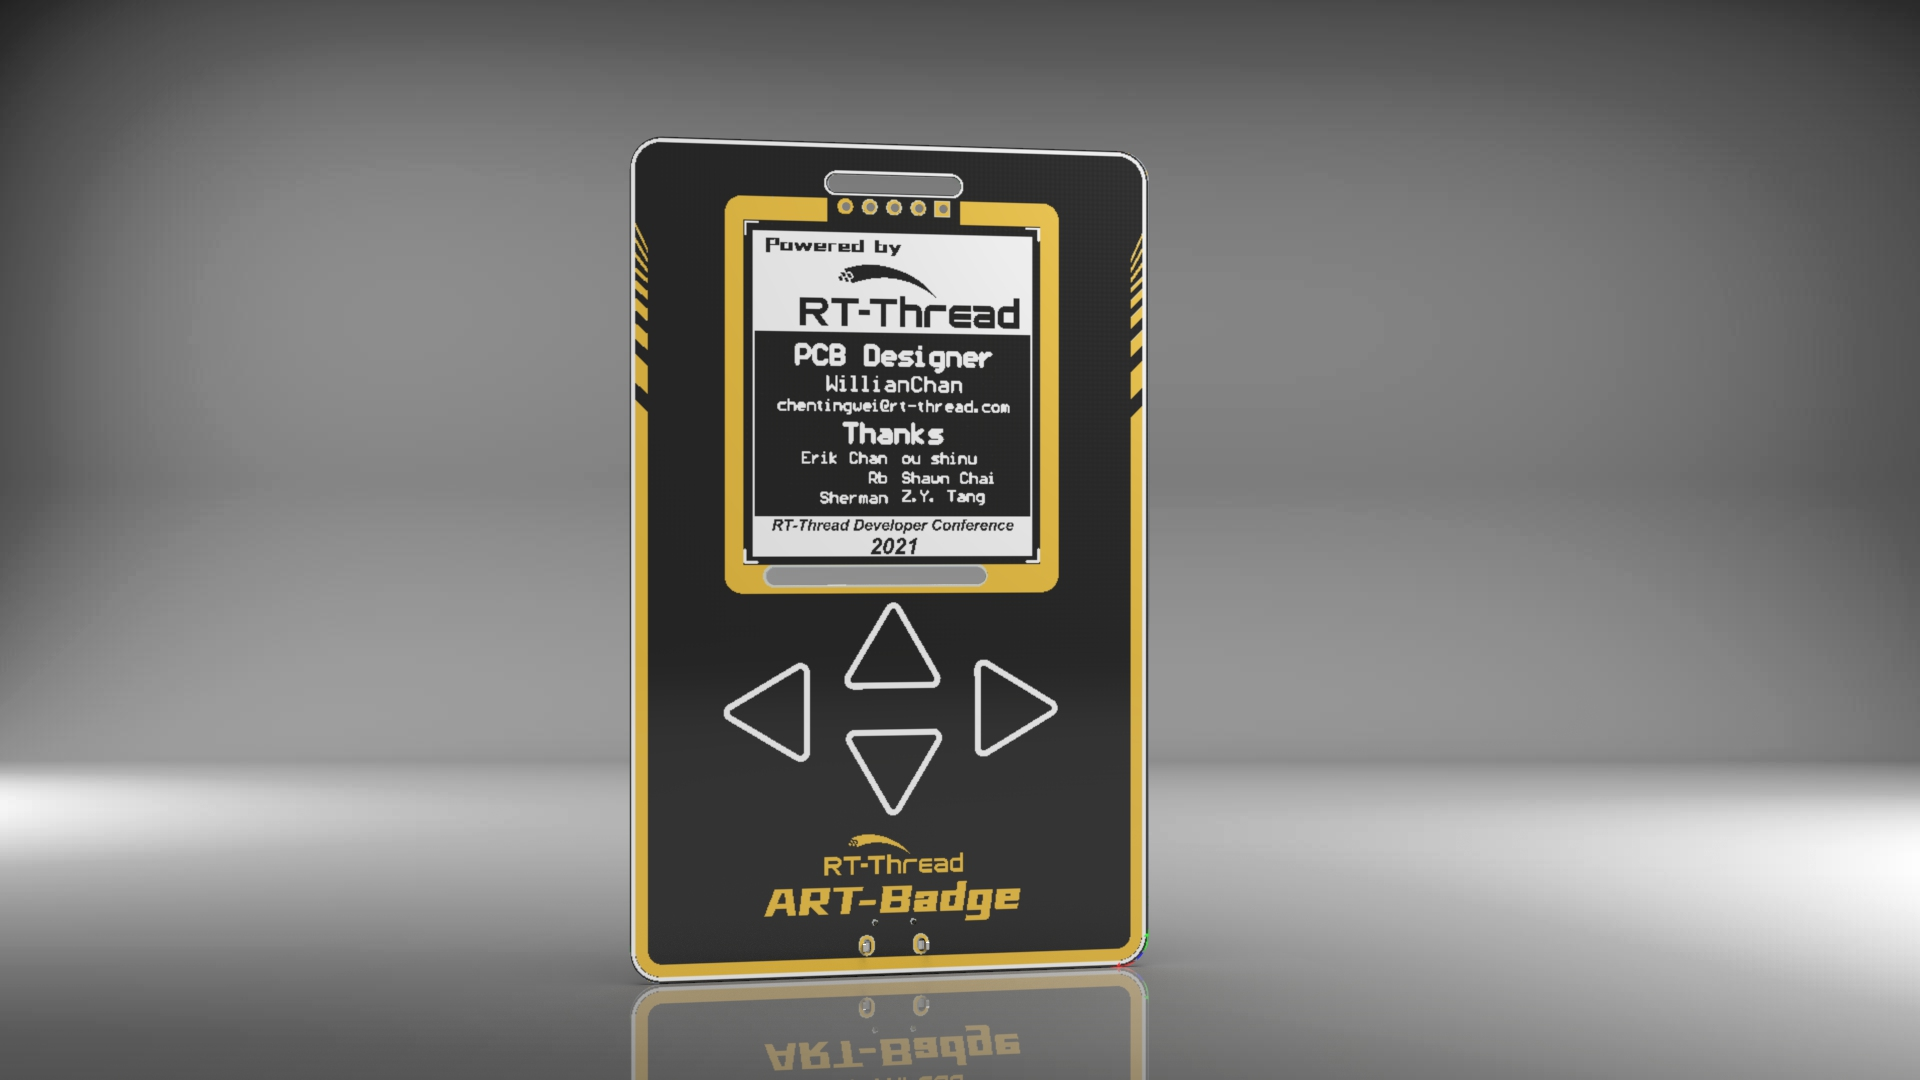 Powered by
RT-Thread
PCB Designer
WillianChan
chentingwei@rt-thread.com
Thanks
Erik Chan ou shinu
Rb Shaun Chai
Sherman Z.Y. Tang
RT-Thread Developer Conference
2021
RT-Thread
ART-Badge